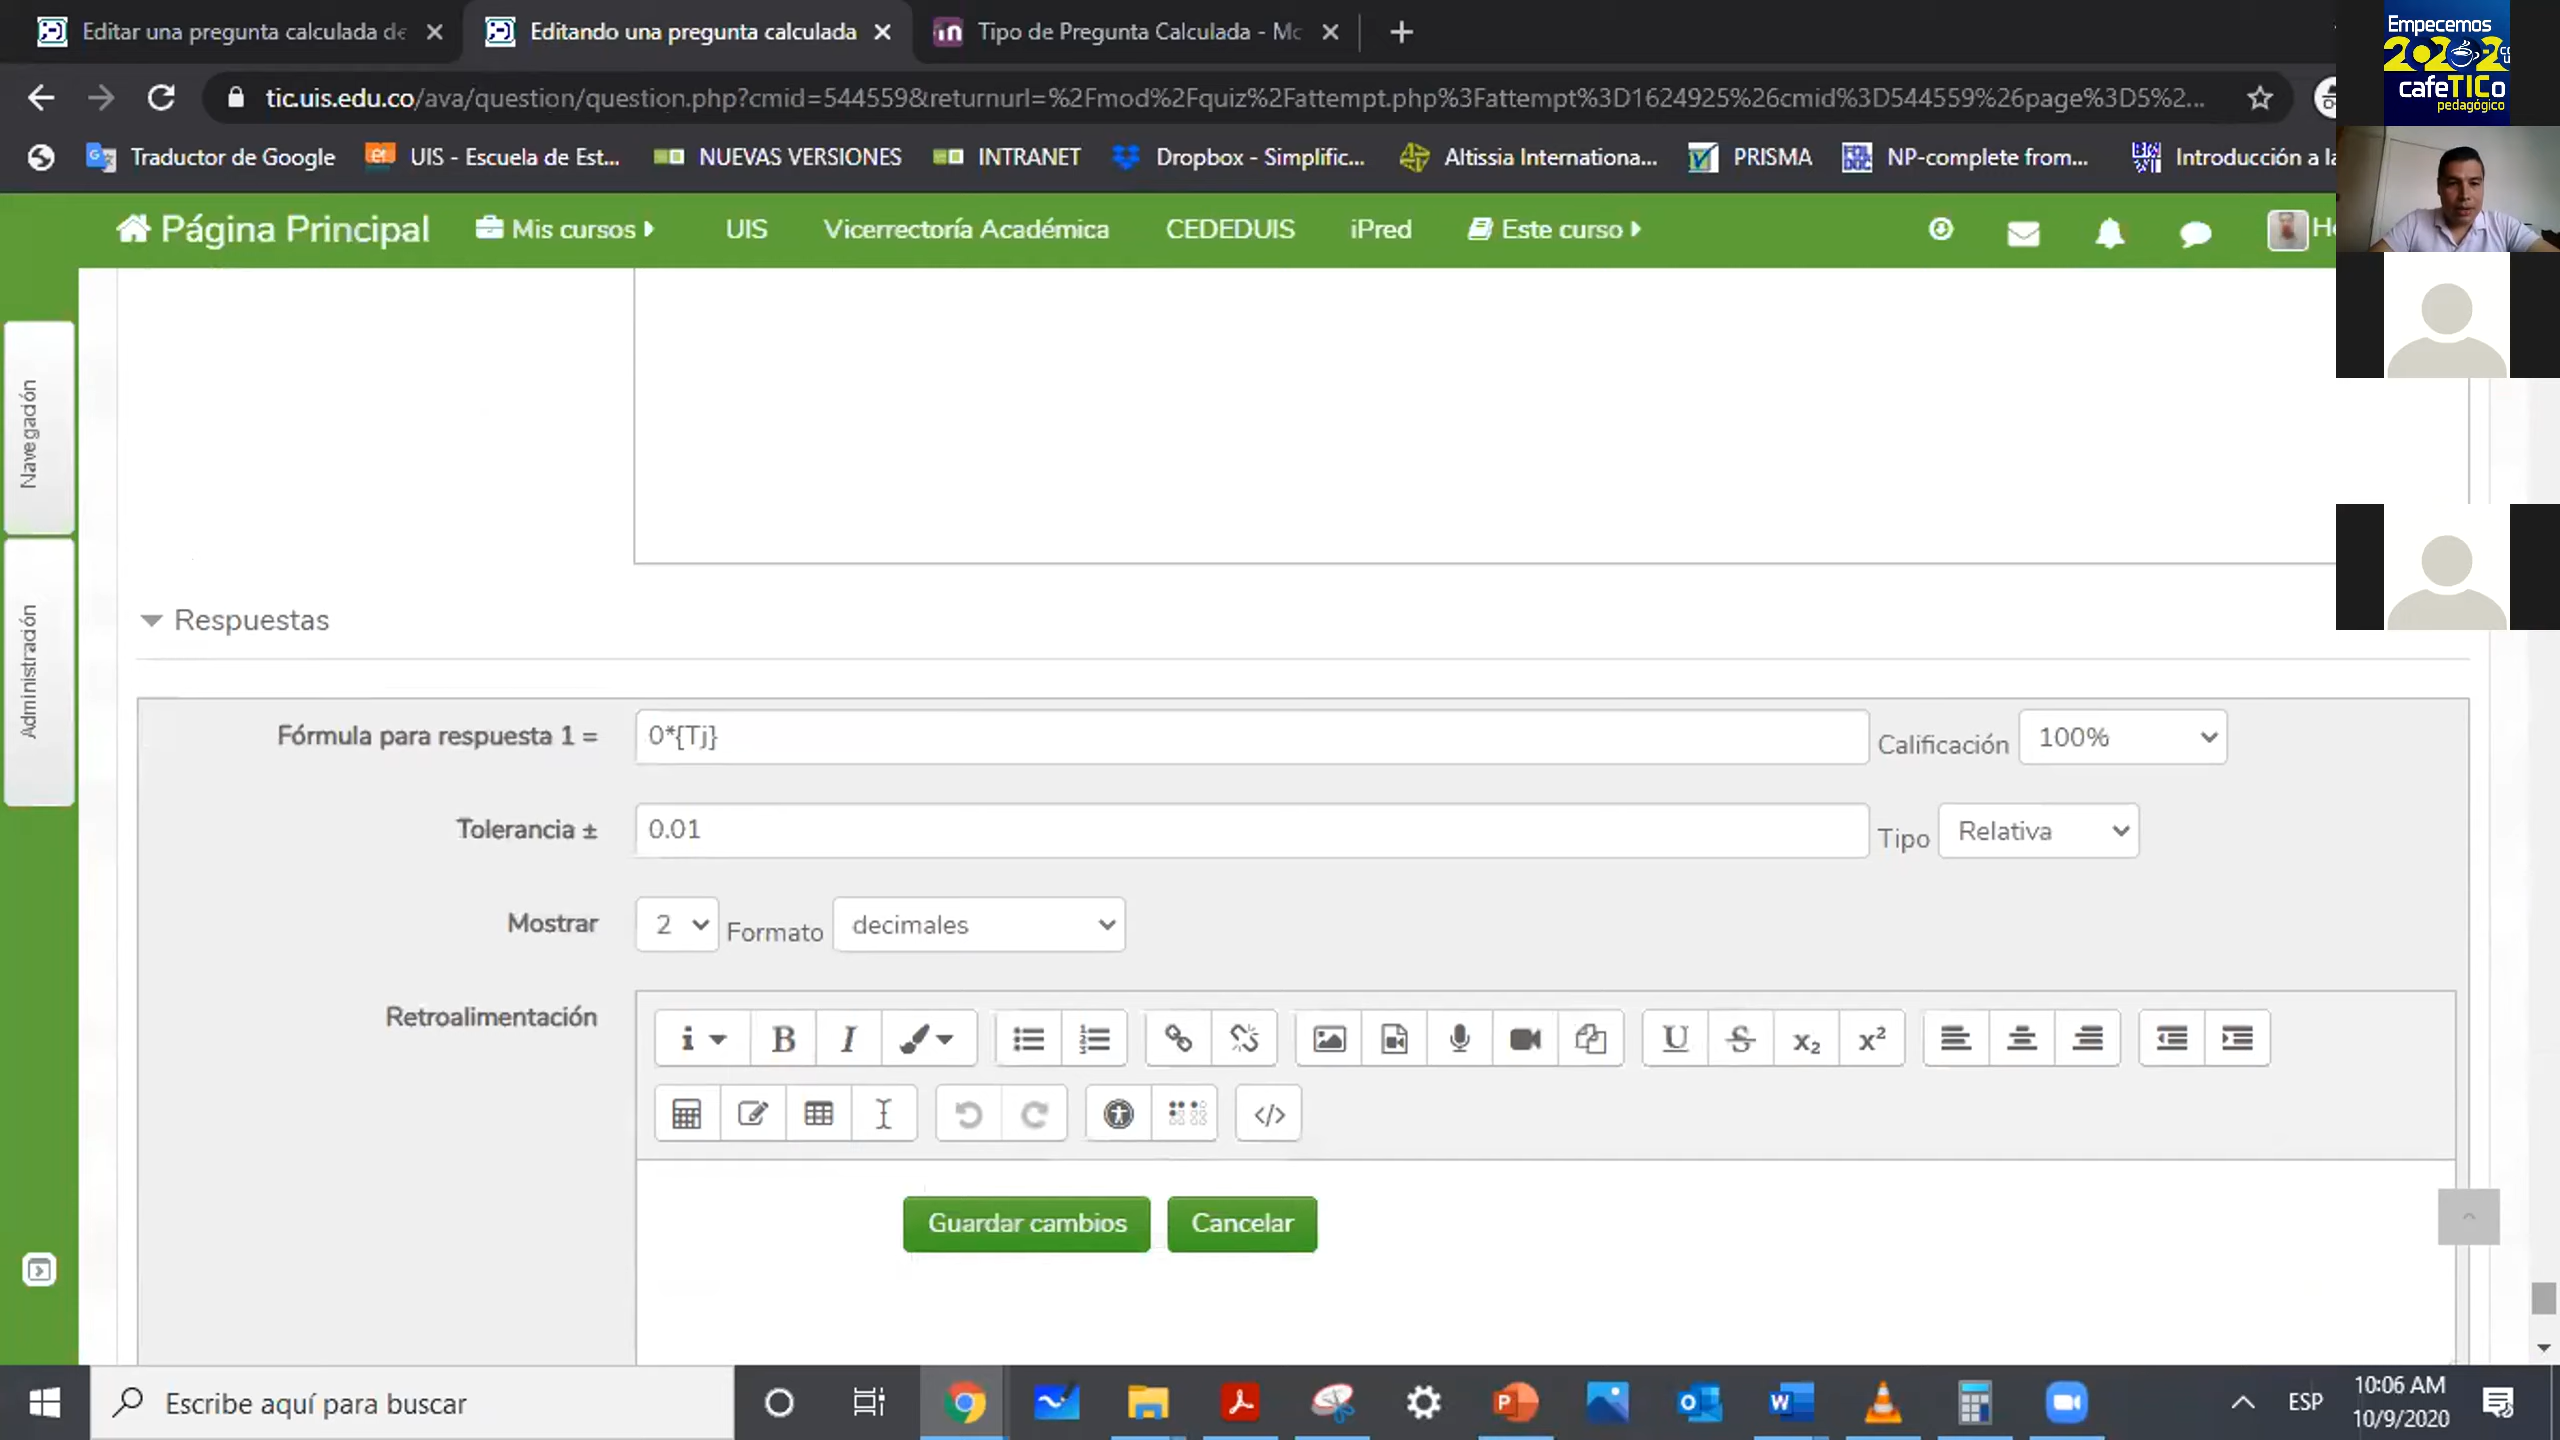 Editar una pregunta calculada de
Editando una pregunta calculada
Tipo de Pregunta Calculada - Mo
tic.uis.edu.co/ava/question/question.php?cmid=544559&returnurl=%2Fmod%2Fquiz%2Fattempt.php%3Fattempt%3D1624925%26cmid%3D544559%26page%3D5%2...
Traductor de Google
UIS - Escuela de Est...
NUEVAS VERSIONES
INTRANET
Dropbox - Simplific...
Altissia Internationa...
PRISMA
NP-complete from...
Introducción a la
Empecemos
2020-2
cafeTICo
pedagógico
Página Principal
Mis cursos
UIS
Vicerrectoría Académica
CEDEDUIS
iPred
Este curso
Navegación
Administración
Respuestas
Fórmula para respuesta 1 =
0*{Tj}
Calificación
100%
Tolerancia ±
0.01
Tipo
Relativa
Mostrar
2
Formato
decimales
Retroalimentación
Guardar cambios
Cancelar
Escribe aquí para buscar
ESP
10:06 AM
10/9/2020